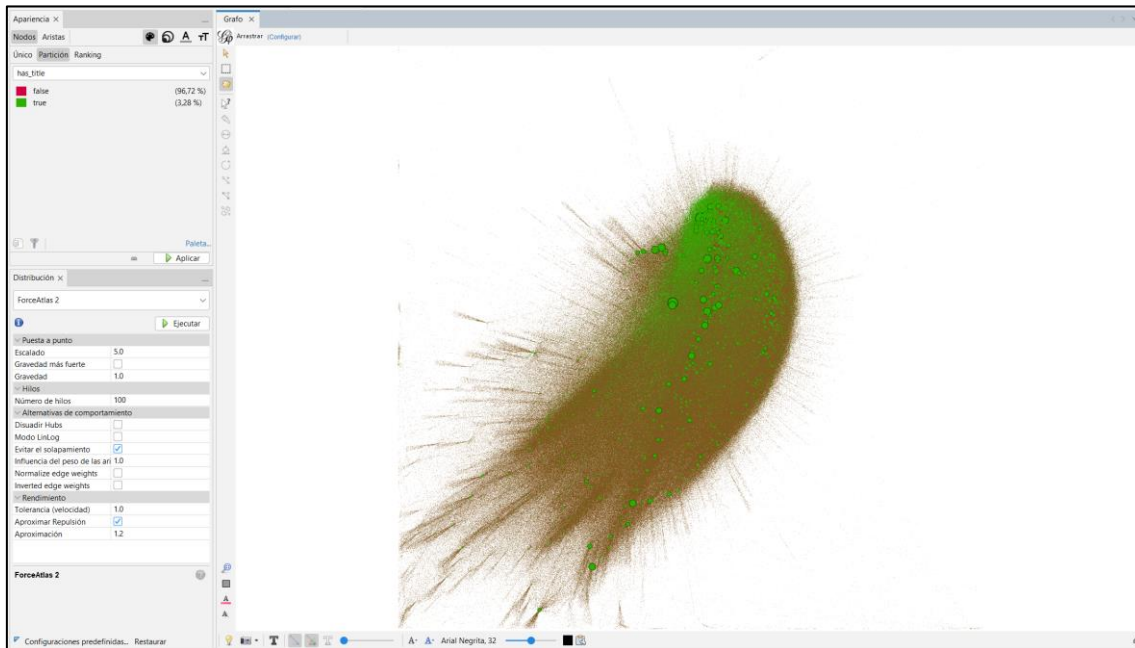 Apariencia ×
Nodos Aristas
Único Partición Ranking
has_title
false (96,72 %)
true (3,28 %)
Paleta...
Aplicar
Distribución ×
ForceAtlas 2
Ejecutar
Puesta a punto
Escalado 5.0
Gravedad más fuerte
Gravedad 1.0
Hilos
Número de hilos 100
Alternativas de comportamiento
Disuadir Hubs
Modo LinLog
Evitar el solapamiento
Influencia del peso de las ari 1.0
Normalize edge weights
Inverted edge weights
Rendimiento
Tolerancia (velocidad) 1.0
Aproximar Repulsión
Aproximación 1.2
ForceAtlas 2
Configuraciones predefinidas... Restaurar
Grafo ×
Arrastrar (Configurar)
Arial Negrita, 32